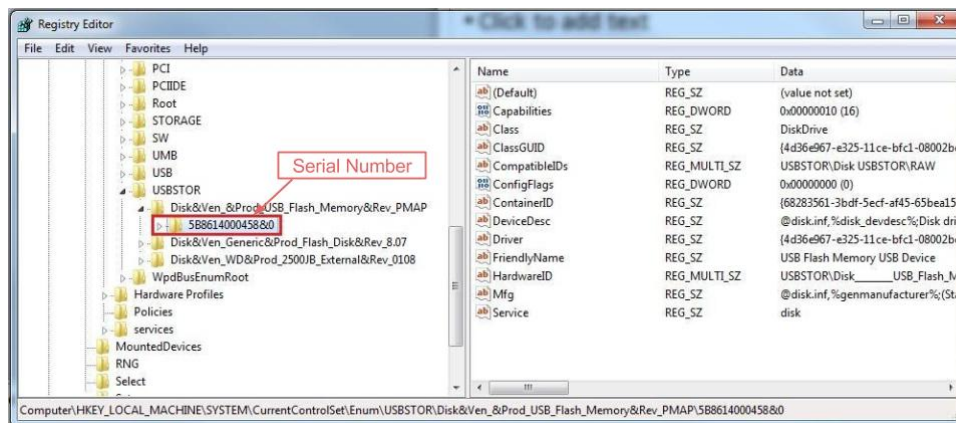 • Click to add text
Registry Editor
File Edit View Favorites Help
PCI
PCIIDE
Root
STORAGE
SW
UMB
USB
USBSTOR
Disk&Ven_&Prod_USB_Flash_Memory&Rev_PMAP
5B8614000458&0
Disk&Ven_Generic&Prod_Flash_Disk&Rev_8.07
Disk&Ven_WD&Prod_2500JB_External&Rev_0108
WpdBusEnumRoot
Hardware Profiles
Policies
services
MountedDevices
RNG
Select
Serial Number
Name Type Data
(Default) REG_SZ (value not set)
Capabilities REG_DWORD 0x00000010 (16)
Class REG_SZ DiskDrive
ClassGUID REG_SZ {4d36e967-e325-11ce-bfc1-08002b
CompatibleIDs REG_MULTI_SZ USBSTOR\Disk USBSTOR\RAW
ConfigFlags REG_DWORD 0x00000000 (0)
ContainerID REG_SZ {68283561-3bdf-5ecf-af45-65bea15
DeviceDesc REG_SZ @disk.inf,%disk_devdesc%;Disk dri
Driver REG_SZ {4d36e967-e325-11ce-bfc1-08002b
FriendlyName REG_SZ USB Flash Memory USB Device
HardwareID REG_MULTI_SZ USBSTOR\Disk______USB_Flash_M
Mfg REG_SZ @disk.inf,%genmanufacturer%;(Sta
Service REG_SZ disk
Computer\HKEY_LOCAL_MACHINE\SYSTEM\CurrentControlSet\Enum\USBSTOR\Disk&Ven_&Prod_USB_Flash_Memory&Rev_PMAP\5B8614000458&0